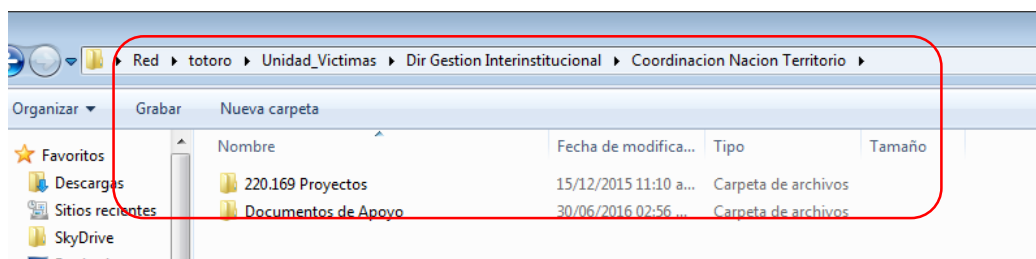 Red ▸ totoro ▸ Unidad_Victimas ▸ Dir Gestion Interinstitucional ▸ Coordinacion Nacion Territorio ▸
Organizar Grabar Nueva carpeta
Nombre Fecha de modifica... Tipo Tamaño
Favoritos
220.169 Proyectos 15/12/2015 11:10 a... Carpeta de archivos
Descargas
Documentos de Apoyo 30/06/2016 02:56 ... Carpeta de archivos
Sitios recientes
SkyDrive